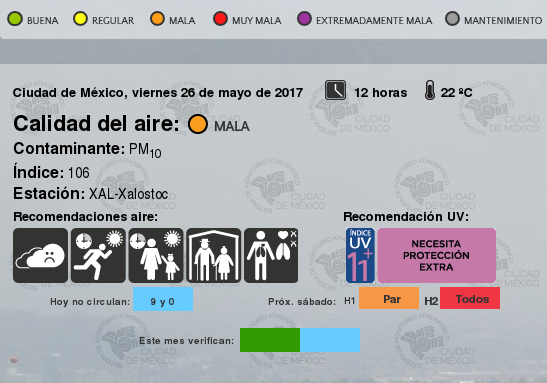 BUENA REGULAR MALA MUY MALA EXTREMADAMENTE MALA MANTENIMIENTO
Ciudad de México, viernes 26 de mayo de 2017 12 horas 22 ºC
Calidad del aire: MALA
Contaminante: PM10
Índice: 106
Estación: XAL-Xalostoc
Recomendaciones aire:
Recomendación UV:
ÍNDICE
UV
11+
NECESITA
PROTECCIÓN
EXTRA
Hoy no circulan: 9 y 0 Próx. sábado: H1 Par H2 Todos
Este mes verifican:
MONITOREO ATMOSFÉRICO
CIUDAD
DE MÉXICO